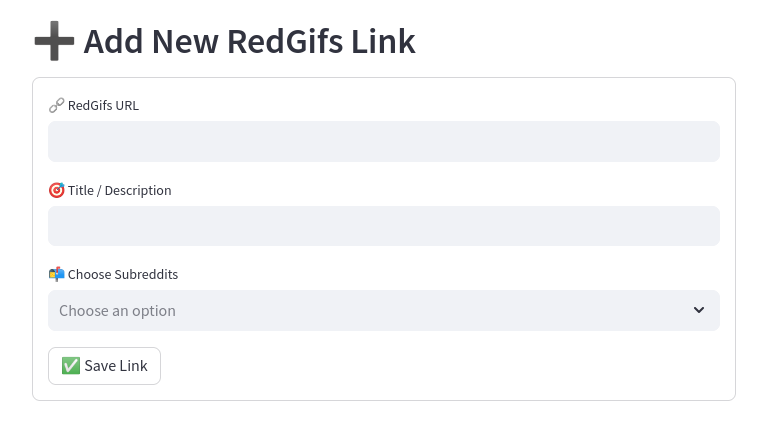 ➕ Add New RedGifs Link
🔗 RedGifs URL
🎯 Title / Description
📬 Choose Subreddits
Choose an option
✅ Save Link